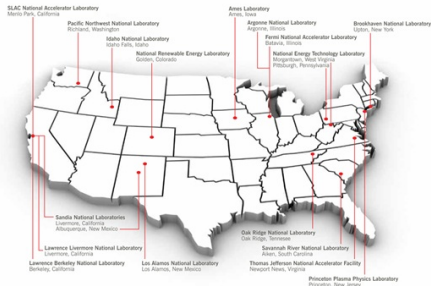 SLAC National Accelerator Laboratory
Menlo Park, California
Pacific Northwest National Laboratory
Richland, Washington
Idaho National Laboratory
Idaho Falls, Idaho
National Renewable Energy Laboratory
Golden, Colorado
Ames Laboratory
Ames, Iowa
Argonne National Laboratory
Argonne, Illinois
Fermi National Accelerator Laboratory
Batavia, Illinois
National Energy Technology Laboratory
Morgantown, West Virginia
Pittsburgh, Pennsylvania
Brookhaven National Laboratory
Upton, New York
Sandia National Laboratories
Livermore, California
Albuquerque, New Mexico
Lawrence Livermore National Laboratory
Livermore, California
Lawrence Berkeley National Laboratory
Berkeley, California
Los Alamos National Laboratory
Los Alamos, New Mexico
Oak Ridge National Laboratory
Oak Ridge, Tennessee
Savannah River National Laboratory
Aiken, South Carolina
Thomas Jefferson National Accelerator Facility
Newport News, Virginia
Princeton Plasma Physics Laboratory
Princeton, New Jersey